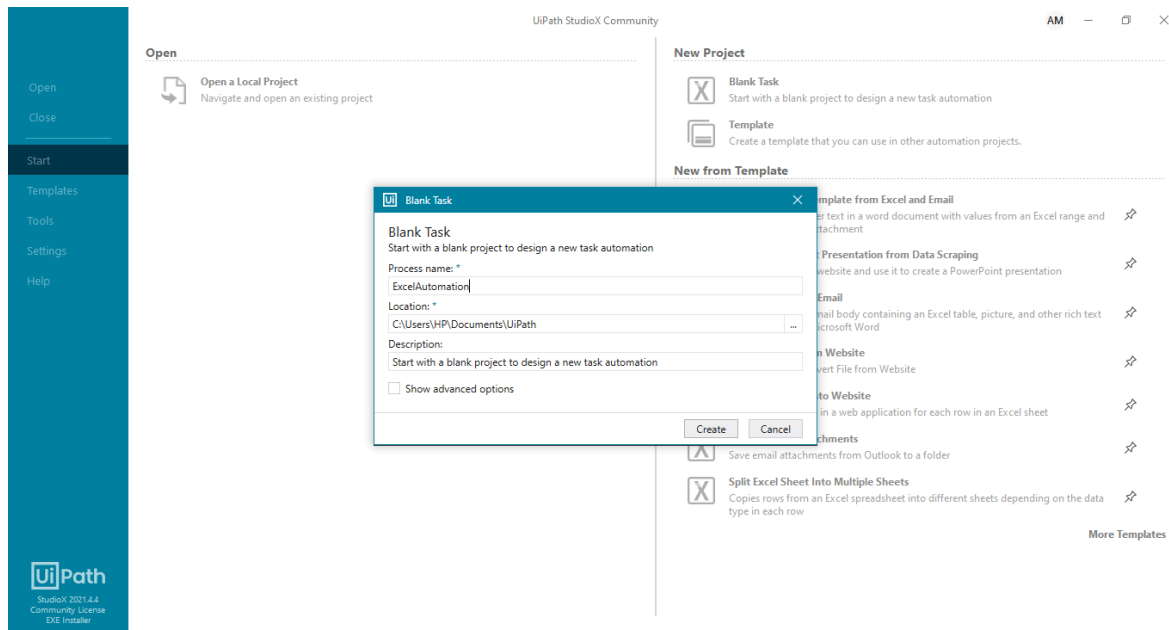 UiPath StudioX Community
AM
Open
Close
Start
Templates
Tools
Settings
Help
UiPath
StudioX 2021.4.4
Community License
EXE Installer
Open
Open a Local Project
Navigate and open an existing project
New Project
Blank Task
Start with a blank project to design a new task automation
Template
Create a template that you can use in other automation projects.
New from Template
mplate from Excel and Email
er text in a word document with values from an Excel range and
ttachment
t Presentation from Data Scraping
website and use it to create a PowerPoint presentation
Email
mail body containing an Excel table, picture, and other rich text
icrosoft Word
n Website
vert File from Website
to Website
in a web application for each row in an Excel sheet
chments
Save email attachments from Outlook to a folder
Split Excel Sheet Into Multiple Sheets
Copies rows from an Excel spreadsheet into different sheets depending on the data
type in each row
More Templates
Ui Blank Task
Blank Task
Start with a blank project to design a new task automation
Process name: *
ExcelAutomation
Location: *
C:\Users\HP\Documents\UiPath
...
Description:
Start with a blank project to design a new task automation
Show advanced options
Create
Cancel